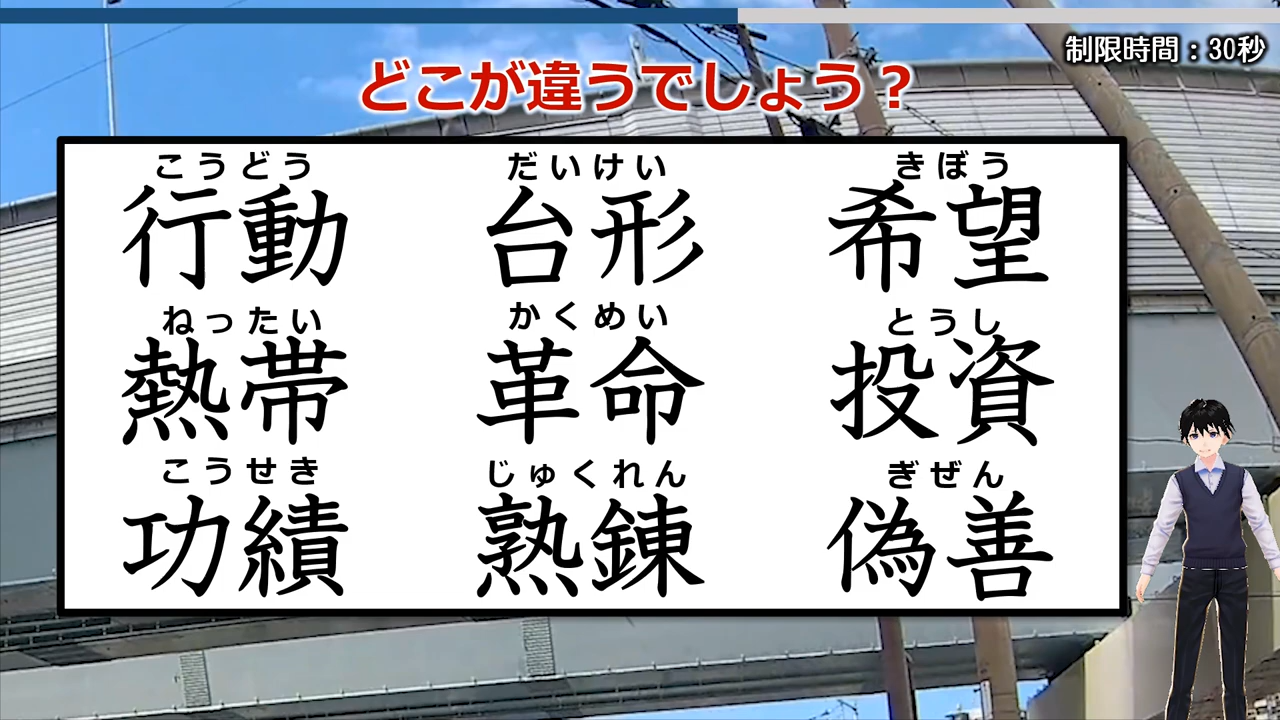 制限時間：30秒
どこが違うでしょう？
こうどう だいけい きぼう
行動 台形 希望
ねったい かくめい とうし
熱帯 革命 投資
こうせき じゅくれん ぎぜん
功績 熟錬 偽善